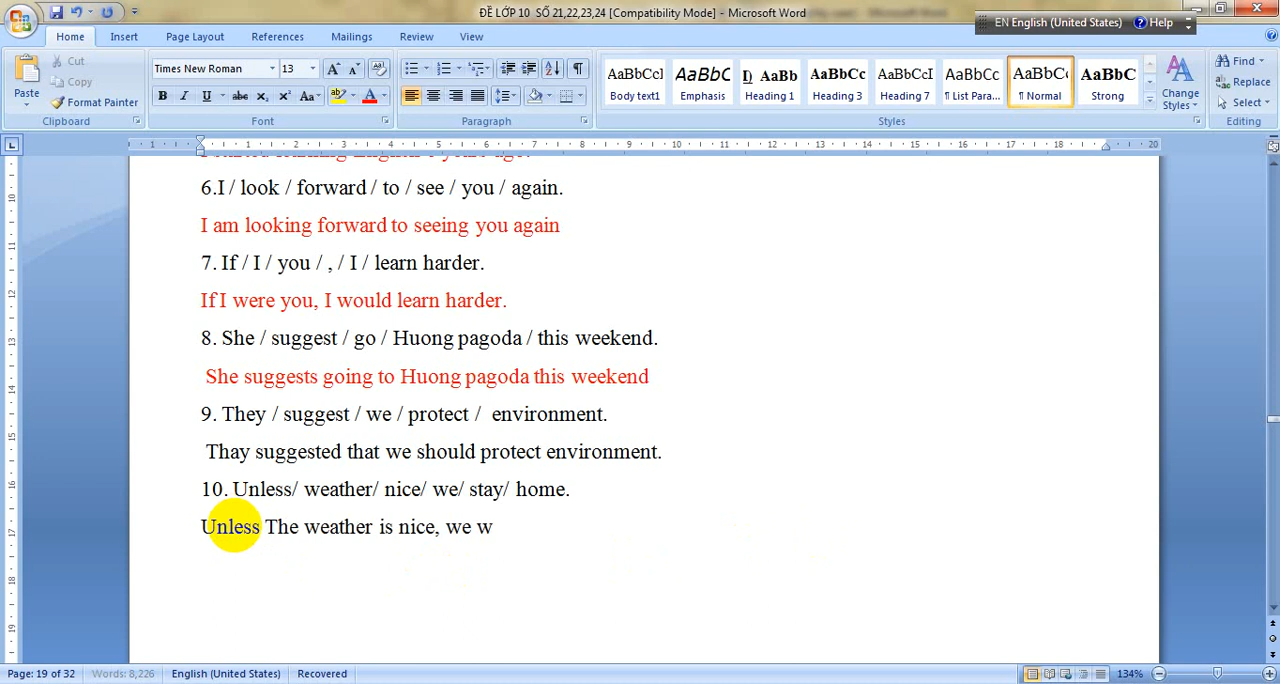 ĐỀ LỚP 10 SỐ 21,22,23,24 [Compatibility Mode] - Microsoft Word
EN English (United States) Help
Home Insert Page Layout References Mailings Review View
Paste
Cut
Copy
Format Painter
Clipboard
Times New Roman 13
Font
Paragraph
AaBbCcI AaBbC I) AaBb AaBbCc AaBbCcI AaBbCc AaBbC AaBbC
Body text1 Emphasis Heading 1 Heading 3 Heading 7 ¶ List Para... ¶ Normal Strong
Change Styles
Styles
Find
Replace
Select
Editing
6.I / look / forward / to / see / you / again.
I am looking forward to seeing you again
7. If / I / you / , / I / learn harder.
If I were you, I would learn harder.
8. She / suggest / go / Huong pagoda / this weekend.
She suggests going to Huong pagoda this weekend
9. They / suggest / we / protect / environment.
Thay suggested that we should protect environment.
10. Unless/ weather/ nice/ we/ stay/ home.
Unless The weather is nice, we w
Page: 19 of 32 Words: 8,226 English (United States) Recovered 134%